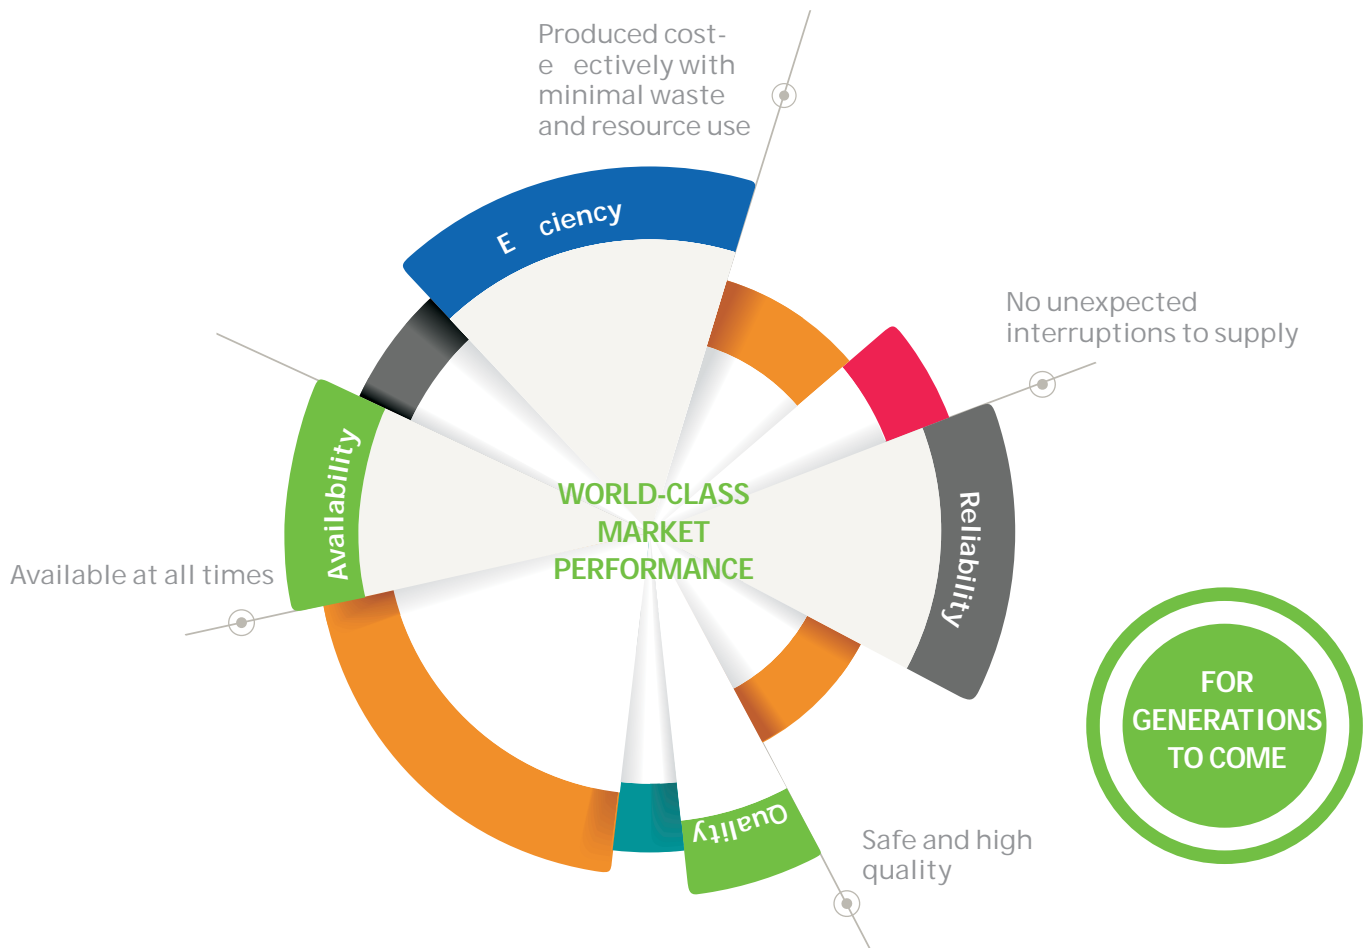 Produced cost-
e ectively with
minimal waste
and resource use
E ciency
No unexpected
interruptions to supply
Availability
WORLD-CLASS
MARKET
PERFORMANCE
Reliability
Available at all times
FOR
GENERATIONS
TO COME
Quality
Safe and high
quality